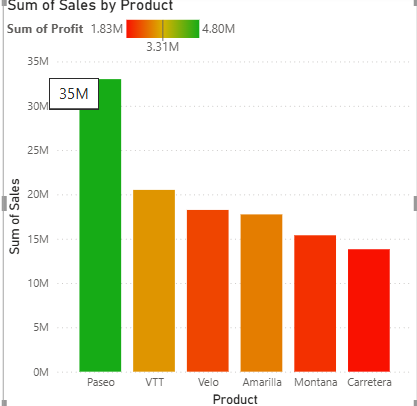 Sum of Sales by Product
Sum of Profit 1.83M 4.80M
3.31M
35M
35M
30M
25M
20M
15M
10M
5M
0M
Sum of Sales
Paseo VTT Velo Amarilla Montana Carretera
Product